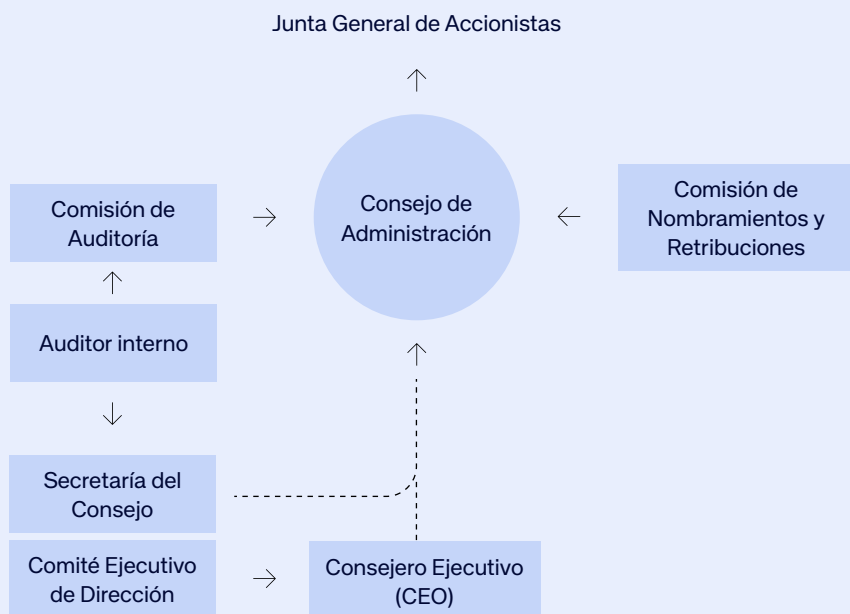 Junta General de Accionistas
Comisión de
Auditoría
Consejo de
Administración
Comisión de
Nombramientos y
Retribuciones
Auditor interno
Secretaría del
Consejo
Comité Ejecutivo
de Dirección
Consejero Ejecutivo
(CEO)